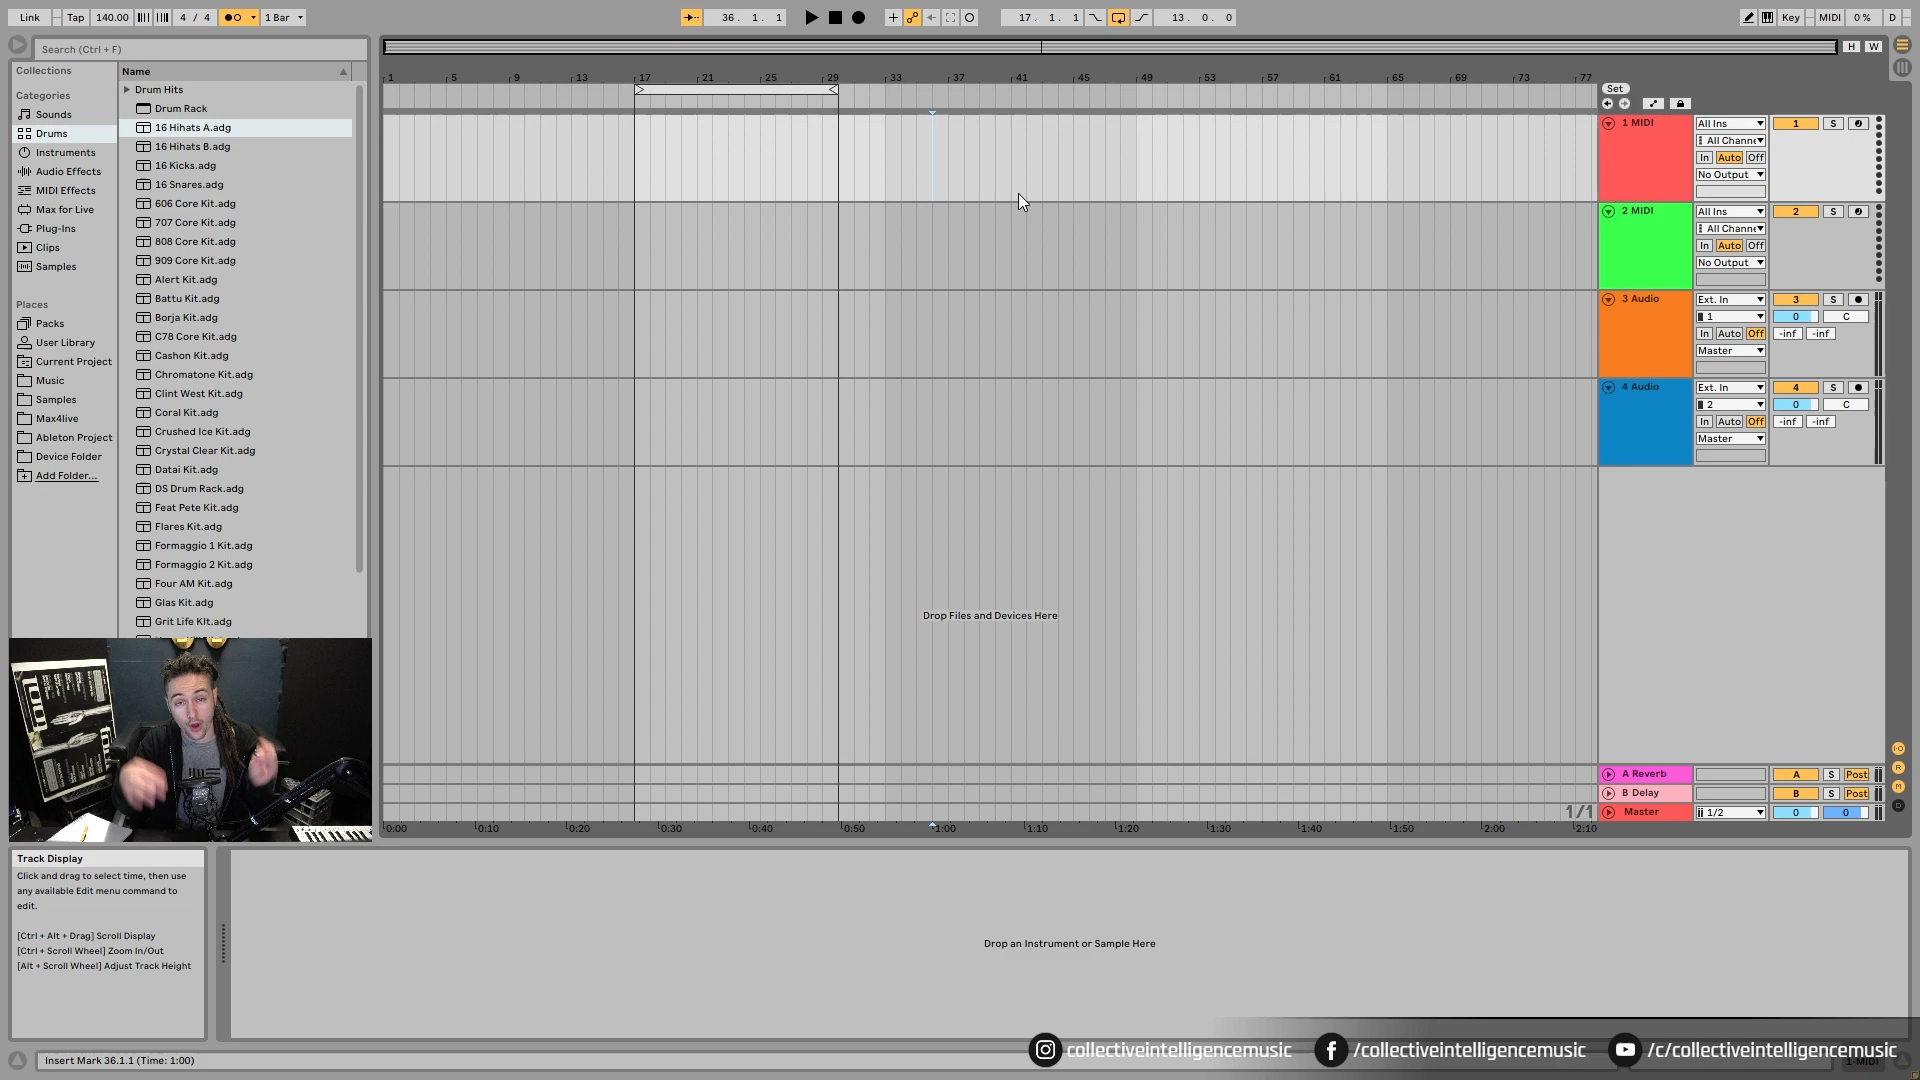 Link
Tap
140.00
4 / 4
1 Bar
36. 1. 1
17. 1. 1
13. 0. 0
Key
MIDI
0 %
D
Search (Ctrl + F)
Collections
Categories
Sounds
Drums
Instruments
Audio Effects
MIDI Effects
Max for Live
Plug-Ins
Clips
Samples
Places
Packs
User Library
Current Project
Music
Samples
Max4live
Ableton Project
Device Folder
Add Folder...
Name
Drum Hits
Drum Rack
16 Hihats A.adg
16 Hihats B.adg
16 Kicks.adg
16 Snares.adg
606 Core Kit.adg
707 Core Kit.adg
808 Core Kit.adg
909 Core Kit.adg
Alert Kit.adg
Battu Kit.adg
Borja Kit.adg
C78 Core Kit.adg
Cashon Kit.adg
Chromatone Kit.adg
Clint West Kit.adg
Coral Kit.adg
Crushed Ice Kit.adg
Crystal Clear Kit.adg
Datai Kit.adg
DS Drum Rack.adg
Feat Pete Kit.adg
Flares Kit.adg
Formaggio 1 Kit.adg
Formaggio 2 Kit.adg
Four AM Kit.adg
Glas Kit.adg
Grit Life KIt.adg
H
W
1 5 9 13 17 21 25 29 33 37 41 45 49 53 57 61 65 69 73 77
Set
1 MIDI
All Ins
1
S
All Channe
In Auto Off
No Output
2 MIDI
All Ins
2
S
All Channe
In Auto Off
No Output
3 Audio
Ext. In
3
S
1
0
C
In Auto Off
-inf -inf
Master
4 Audio
Ext. In
4
S
2
0
C
In Auto Off
-inf -inf
Master
Drop Files and Devices Here
A Reverb
A
S
Post
B Delay
B
S
Post
1/1
Master
1/2
0
0
0:00 0:10 0:20 0:30 0:40 0:50 1:00 1:10 1:20 1:30 1:40 1:50 2:00 2:10
I·O
R
M
D
Track Display
Click and drag to select time, then use
any available Edit menu command to
edit.
[Ctrl + Alt + Drag] Scroll Display
[Ctrl + Scroll Wheel] Zoom In/Out
[Alt + Scroll Wheel] Adjust Track Height
Drop an Instrument or Sample Here
Insert Mark 36.1.1 (Time: 1:00)
collectiveintelligencemusic
/collectiveintelligencemusic
/c/collectiveintelligencemusic
1-MIDI